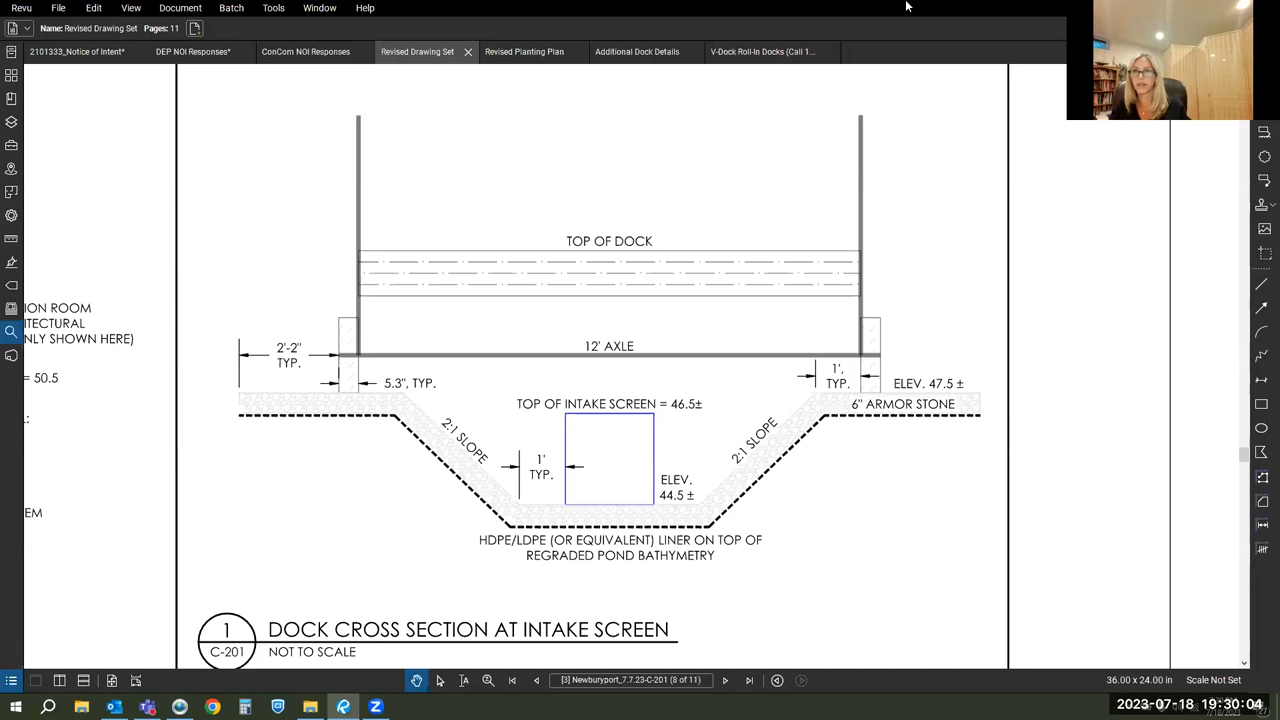 Revu File Edit View Document Batch Tools Window Help
Name: Revised Drawing Set Pages: 11
2101333_Notice of Intent* DEP NOI Responses* ConCom NOI Responses Revised Drawing Set Revised Planting Plan Additional Dock Details V-Dock Roll-In Docks (Call 1...
TOP OF DOCK
ION ROOM
ITECTURAL
NLY SHOWN HERE)
= 50.5
EM
12' AXLE
2'-2"
TYP.
5.3", TYP.
1',
TYP.
ELEV. 47.5 ±
6" ARMOR STONE
TOP OF INTAKE SCREEN = 46.5±
2:1 SLOPE
2:1 SLOPE
1'
TYP.
ELEV.
44.5 ±
HDPE/LDPE (OR EQUIVALENT) LINER ON TOP OF
REGRADED POND BATHYMETRY
1
C-201
DOCK CROSS SECTION AT INTAKE SCREEN
NOT TO SCALE
[3] Newburyport_7.7.23-C-201 (8 of 11)
36.00 x 24.00 in Scale Not Set
2023-07-18 19:30:04